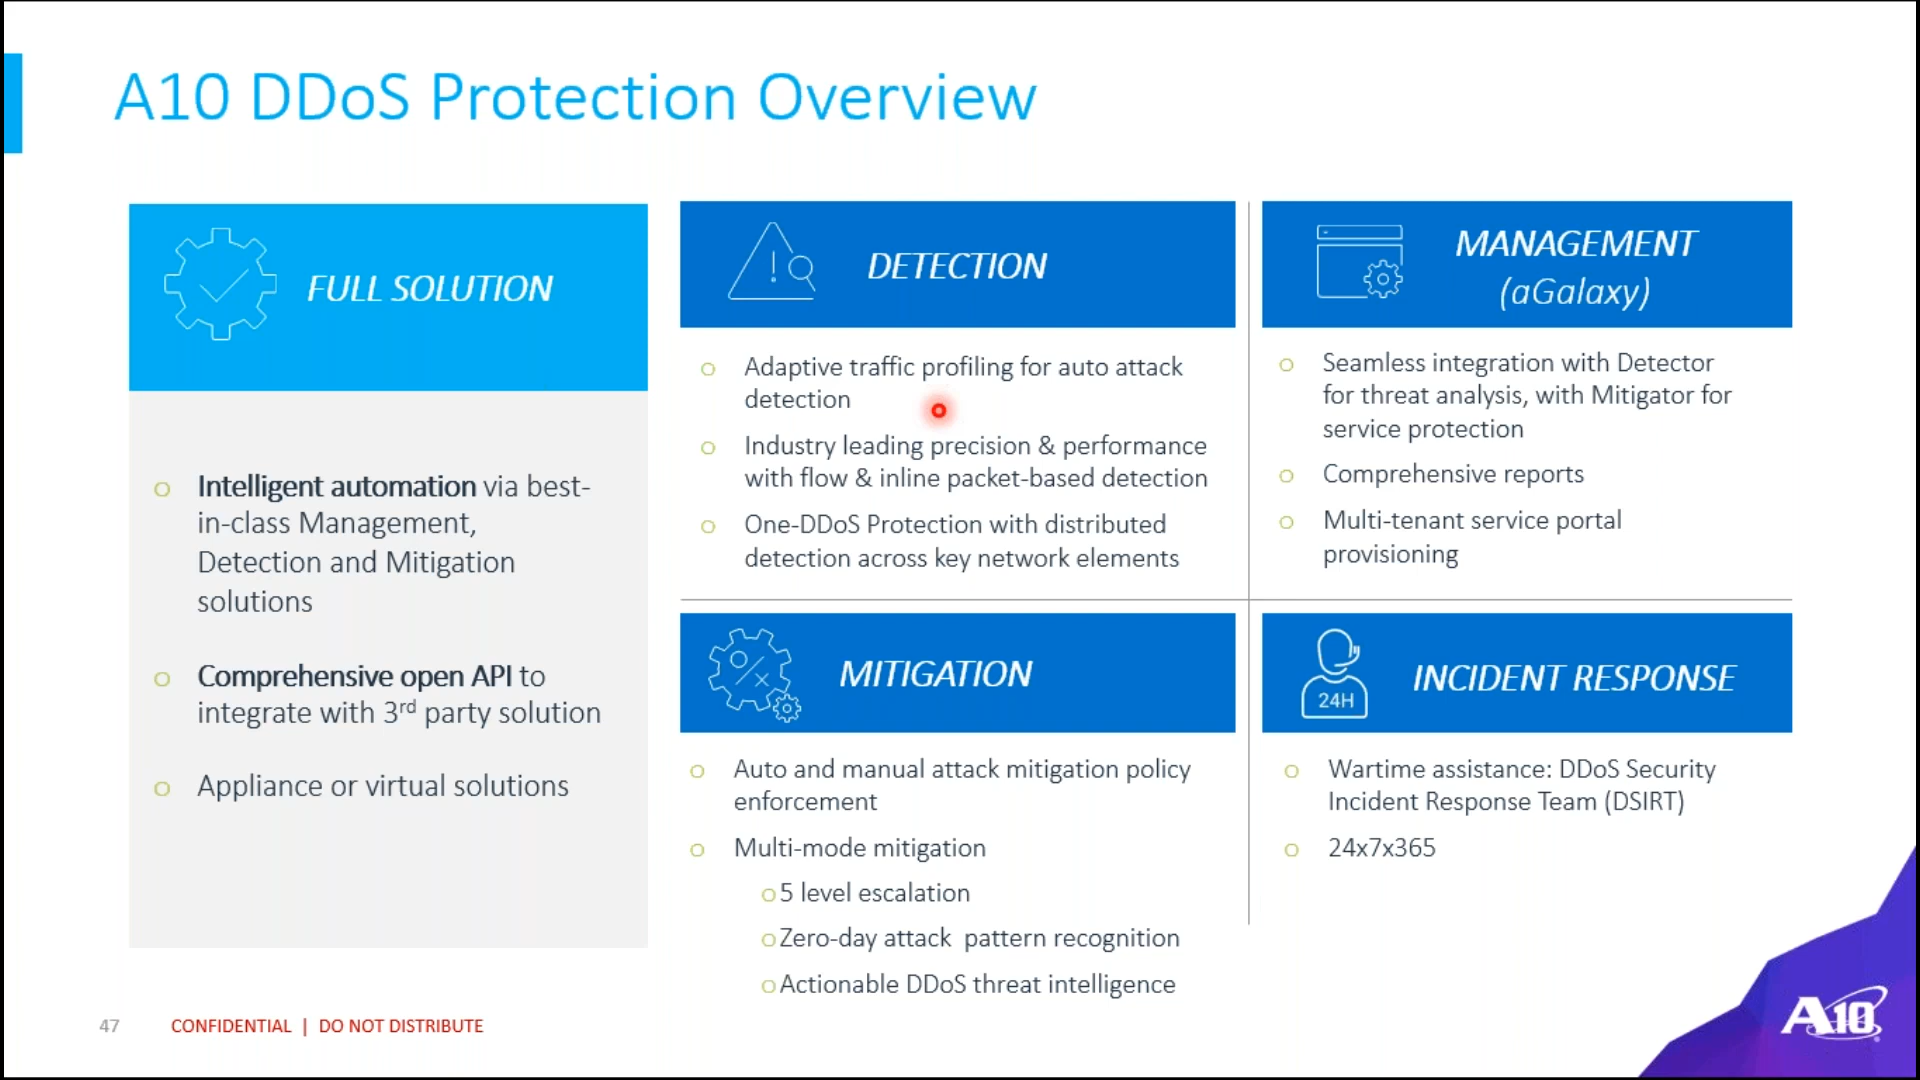 A10 DDoS Protection Overview
FULL SOLUTION
Intelligent automation via best-
in-class Management,
Detection and Mitigation
solutions
Comprehensive open API to
integrate with 3rd party solution
Appliance or virtual solutions
DETECTION
Adaptive traffic profiling for auto attack
detection
Industry leading precision & performance
with flow & inline packet-based detection
One-DDoS Protection with distributed
detection across key network elements
MANAGEMENT
(aGalaxy)
Seamless integration with Detector
for threat analysis, with Mitigator for
service protection
Comprehensive reports
Multi-tenant service portal
provisioning
MITIGATION
Auto and manual attack mitigation policy
enforcement
Multi-mode mitigation
5 level escalation
Zero-day attack  pattern recognition
Actionable DDoS threat intelligence
24H
INCIDENT RESPONSE
Wartime assistance: DDoS Security
Incident Response Team (DSIRT)
24x7x365
47
CONFIDENTIAL | DO NOT DISTRIBUTE
A10